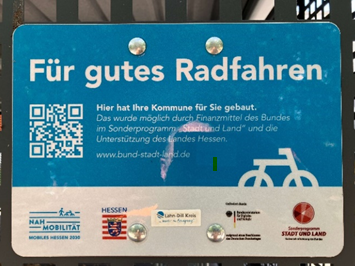 Für gutes Radfahren
Hier hat Ihre Kommune für Sie gebaut.
Das wurde möglich durch Finanzmittel des Bundes
im Sonderprogramm „Stadt und Land“ und die
Unterstützung des Landes Hessen.
www.bund-stadt-land.de
NAH
MOBILITÄT
MOBILES HESSEN 2030
HESSEN
Lahn-Dill-Kreis
Sonderprogramm
STADT UND LAND